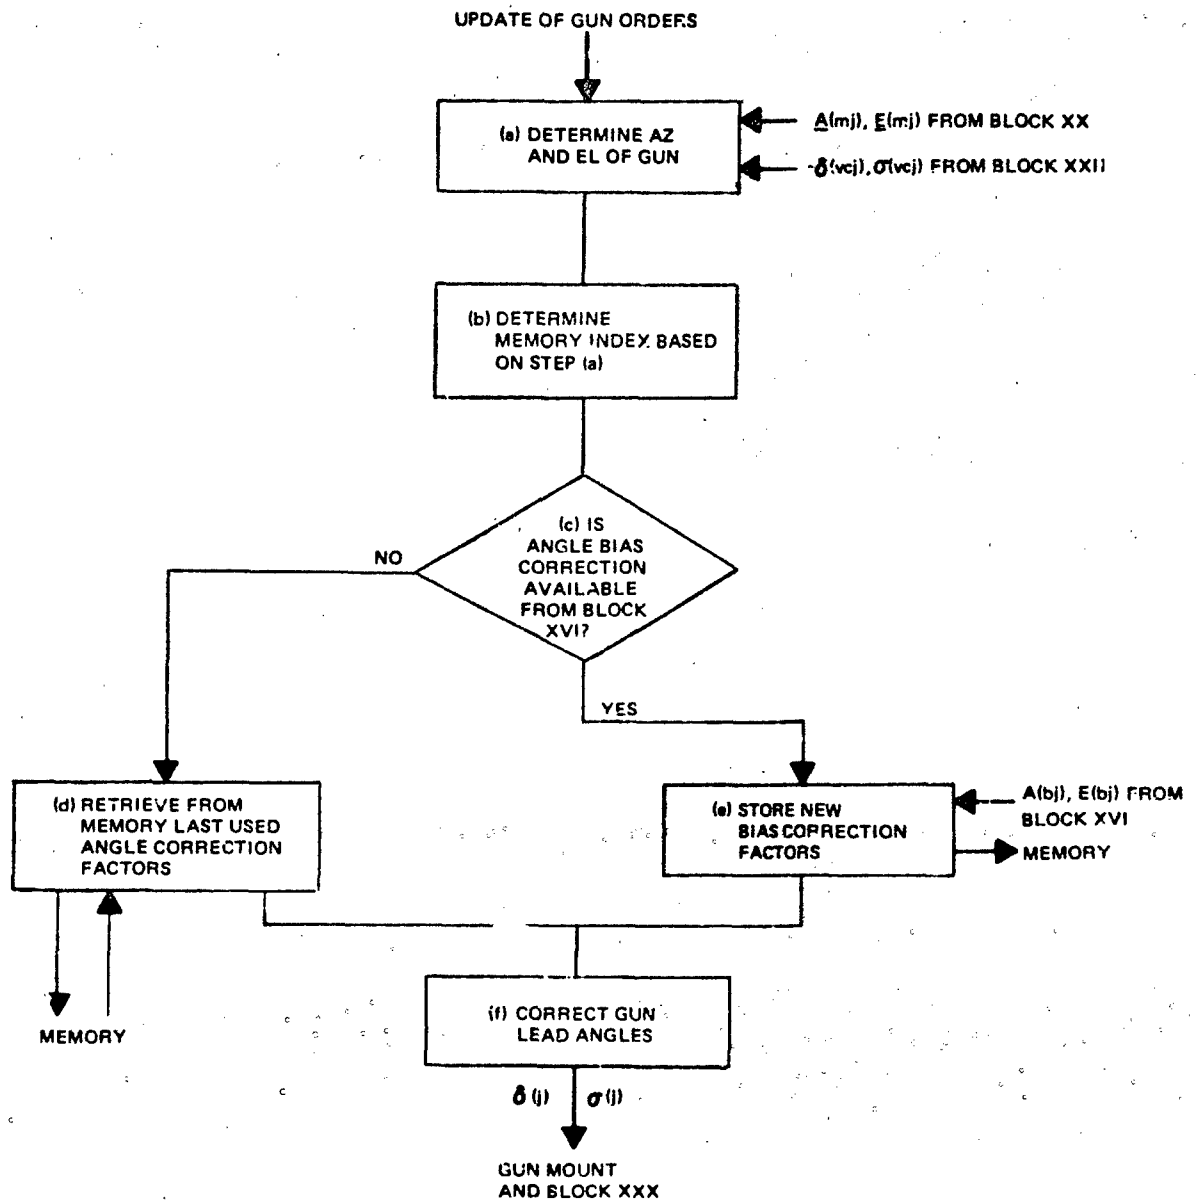 UPDATE OF GUN ORDERS
(a) DETERMINE AZ
AND EL OF GUN
A(mj), E(mj) FROM BLOCK XX
δ(vcj), σ(vcj) FROM BLOCK XXII
(b) DETERMINE
MEMORY INDEX BASED
ON STEP (a)
(c) IS
ANGLE BIAS
CORRECTION
AVAILABLE
FROM BLOCK
XVI?
NO
YES
(d) RETRIEVE FROM
MEMORY LAST USED
ANGLE CORRECTION
FACTORS
(e) STORE NEW
BIAS CORRECTION
FACTORS
A(bj), E(bj) FROM
BLOCK XVI
MEMORY
MEMORY
(f) CORRECT GUN
LEAD ANGLES
δ(j) σ(j)
GUN MOUNT
AND BLOCK XXX